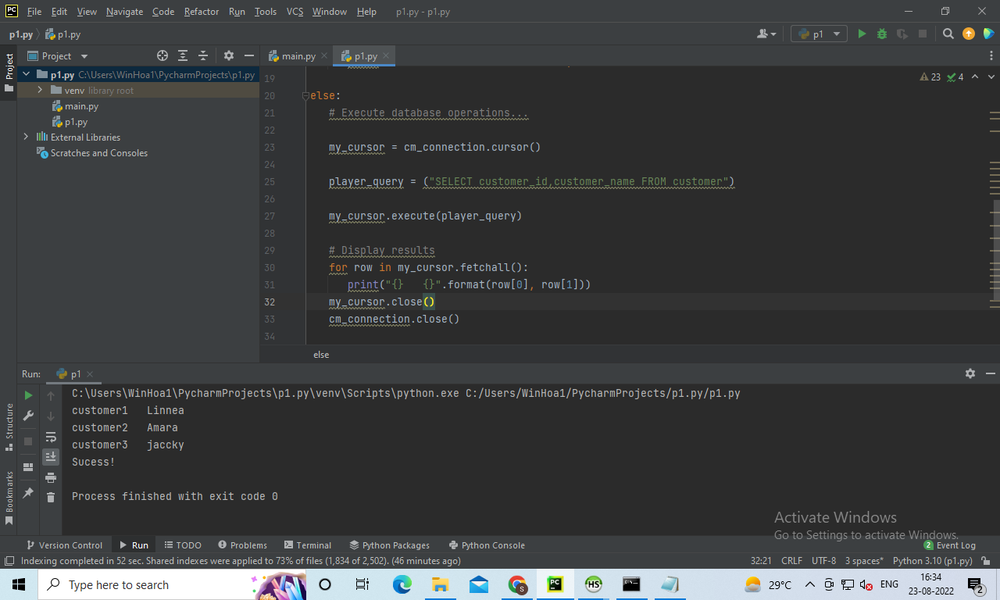 PC File Edit View Navigate Code Refactor Run Tools VCS Window Help p1.py - p1.py
p1.py p1.py p1
Project main.py p1.py
Project
p1.py C:\Users\WinHoa1\PycharmProjects\p1.py
venv library root
main.py
p1.py
External Libraries
Scratches and Consoles
23 4
19
20 else:
21 # Execute database operations...
22
23 my_cursor = cm_connection.cursor()
24
25 player_query = ("SELECT customer_id,customer_name FROM customer")
26
27 my_cursor.execute(player_query)
28
29 # Display results
30 for row in my_cursor.fetchall():
31 print("{}   {}".format(row[0], row[1]))
32 my_cursor.close()
33 cm_connection.close()
34
else
Run: p1
C:\Users\WinHoa1\PycharmProjects\p1.py\venv\Scripts\python.exe C:/Users/WinHoa1/PycharmProjects/p1.py/p1.py
customer1   Linnea
customer2   Amara
customer3   jaccky
Sucess!
Process finished with exit code 0
Structure
Bookmarks
Activate Windows
Go to Settings to activate Windows.
Version Control Run TODO Problems Terminal Python Packages Python Console 2 Event Log
Indexing completed in 52 sec. Shared indexes were applied to 73% of files (1,834 of 2,502). (46 minutes ago) 32:21 CRLF UTF-8 3 spaces* Python 3.10 (p1.py)
Type here to search S PC HS 29°C ENG 16:34
23-08-2022 2